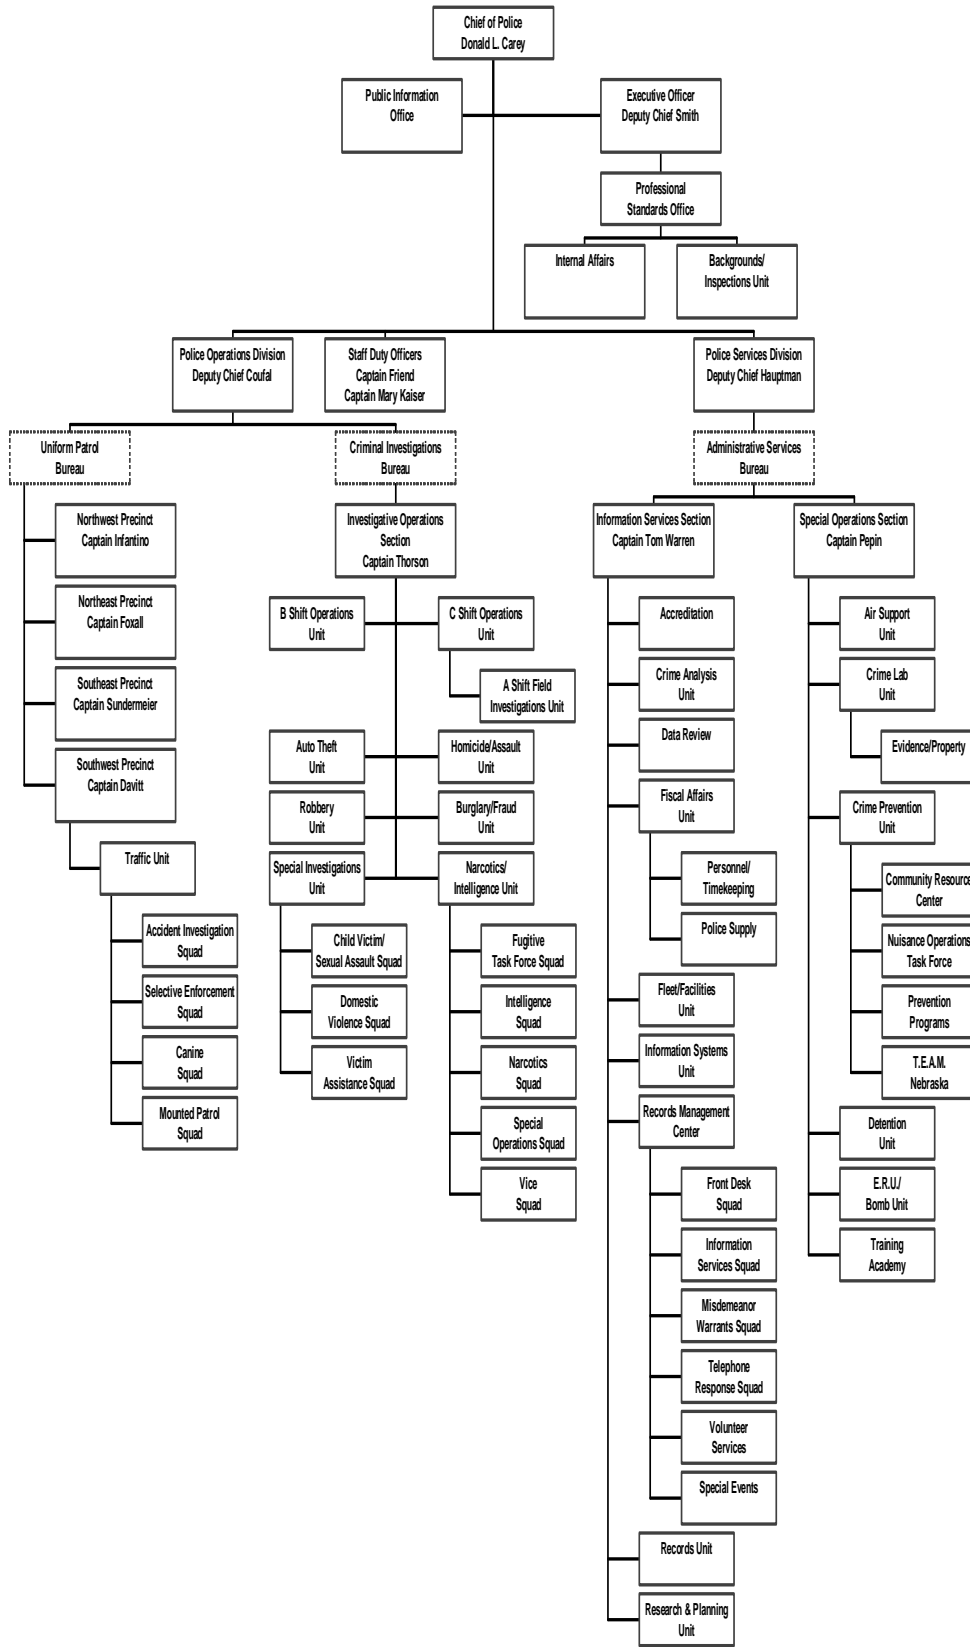 Chief of Police
Donald L. Carey
Public Information
Office
Executive Officer
Deputy Chief Smith
Professional
Standards Office
Internal Affairs
Backgrounds/
Inspections Unit
Police Operations Division
Deputy Chief Coufal
Staff Duty Officers
Captain Friend
Captain Mary Kaiser
Police Services Division
Deputy Chief Hauptman
Uniform Patrol
Bureau
Criminal Investigations
Bureau
Administrative Services
Bureau
Northwest Precinct
Captain Infantino
Northeast Precinct
Captain Foxall
Southeast Precinct
Captain Sundermeier
Southwest Precinct
Captain Davitt
Traffic Unit
Accident Investigation
Squad
Selective Enforcement
Squad
Canine
Squad
Mounted Patrol
Squad
Investigative Operations
Section
Captain Thorson
B Shift Operations
Unit
C Shift Operations
Unit
A Shift Field
Investigations Unit
Auto Theft
Unit
Homicide/Assault
Unit
Robbery
Unit
Burglary/Fraud
Unit
Special Investigations
Unit
Narcotics/
Intelligence Unit
Child Victim/
Sexual Assault Squad
Domestic
Violence Squad
Victim
Assistance Squad
Fugitive
Task Force Squad
Intelligence
Squad
Narcotics
Squad
Special
Operations Squad
Vice
Squad
Information Services Section
Captain Tom Warren
Accreditation
Crime Analysis
Unit
Data Review
Fiscal Affairs
Unit
Personnel/
Timekeeping
Police Supply
Fleet/Facilities
Unit
Information Systems
Unit
Records Management
Center
Front Desk
Squad
Information
Services Squad
Misdemeanor
Warrants Squad
Telephone
Response Squad
Volunteer
Services
Special Events
Records Unit
Research & Planning
Unit
Special Operations Section
Captain Pepin
Air Support
Unit
Crime Lab
Unit
Evidence/Property
Crime Prevention
Unit
Community Resource
Center
Nuisance Operations
Task Force
Prevention
Programs
T.E.A.M.
Nebraska
Detention
Unit
E.R.U./
Bomb Unit
Training
Academy